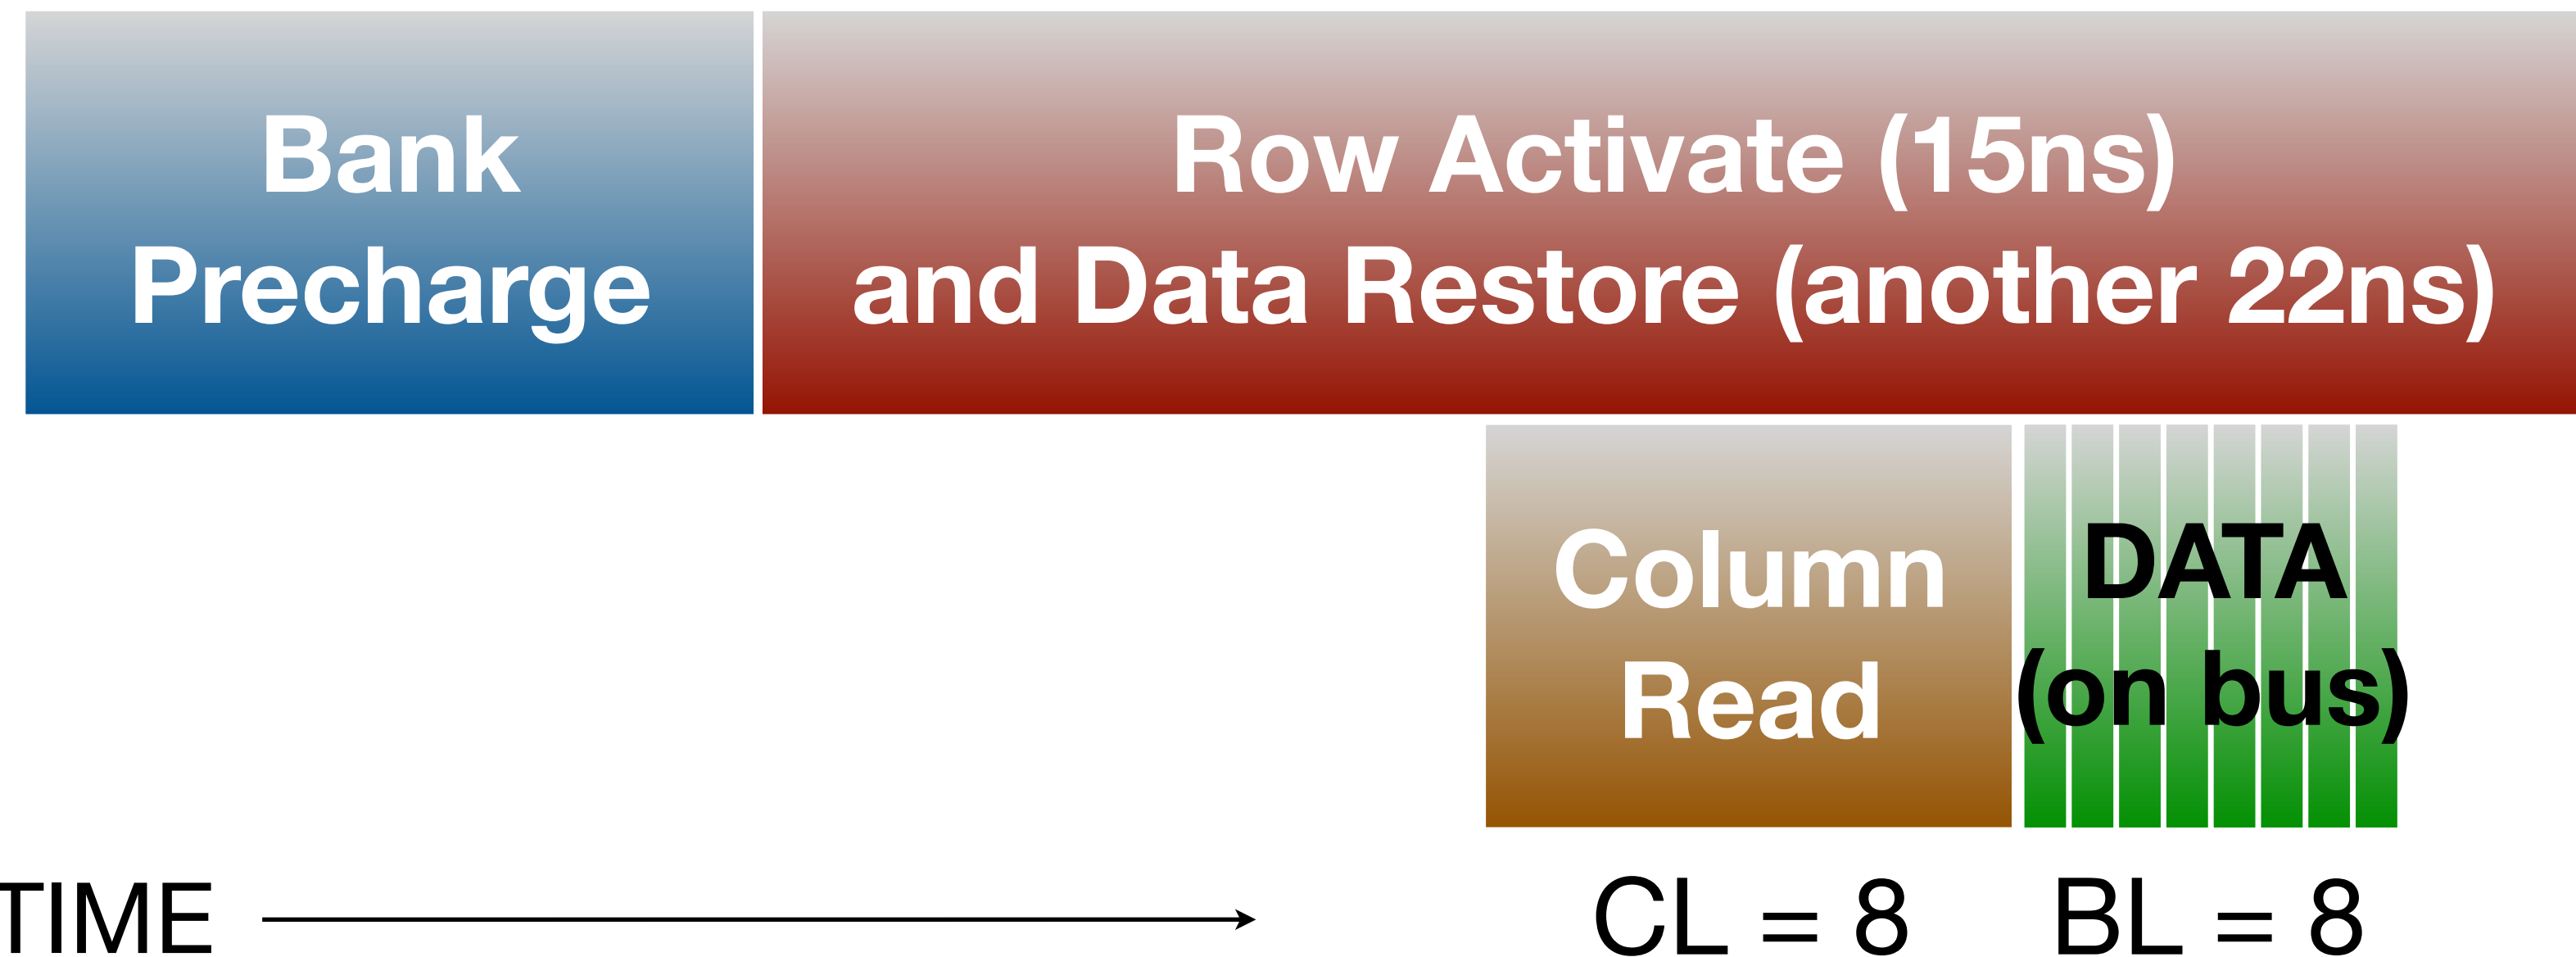 Bank
Precharge
Row Activate (15ns)
and Data Restore (another 22ns)
Column
Read
DATA
(on bus)
TIME
CL = 8
BL = 8